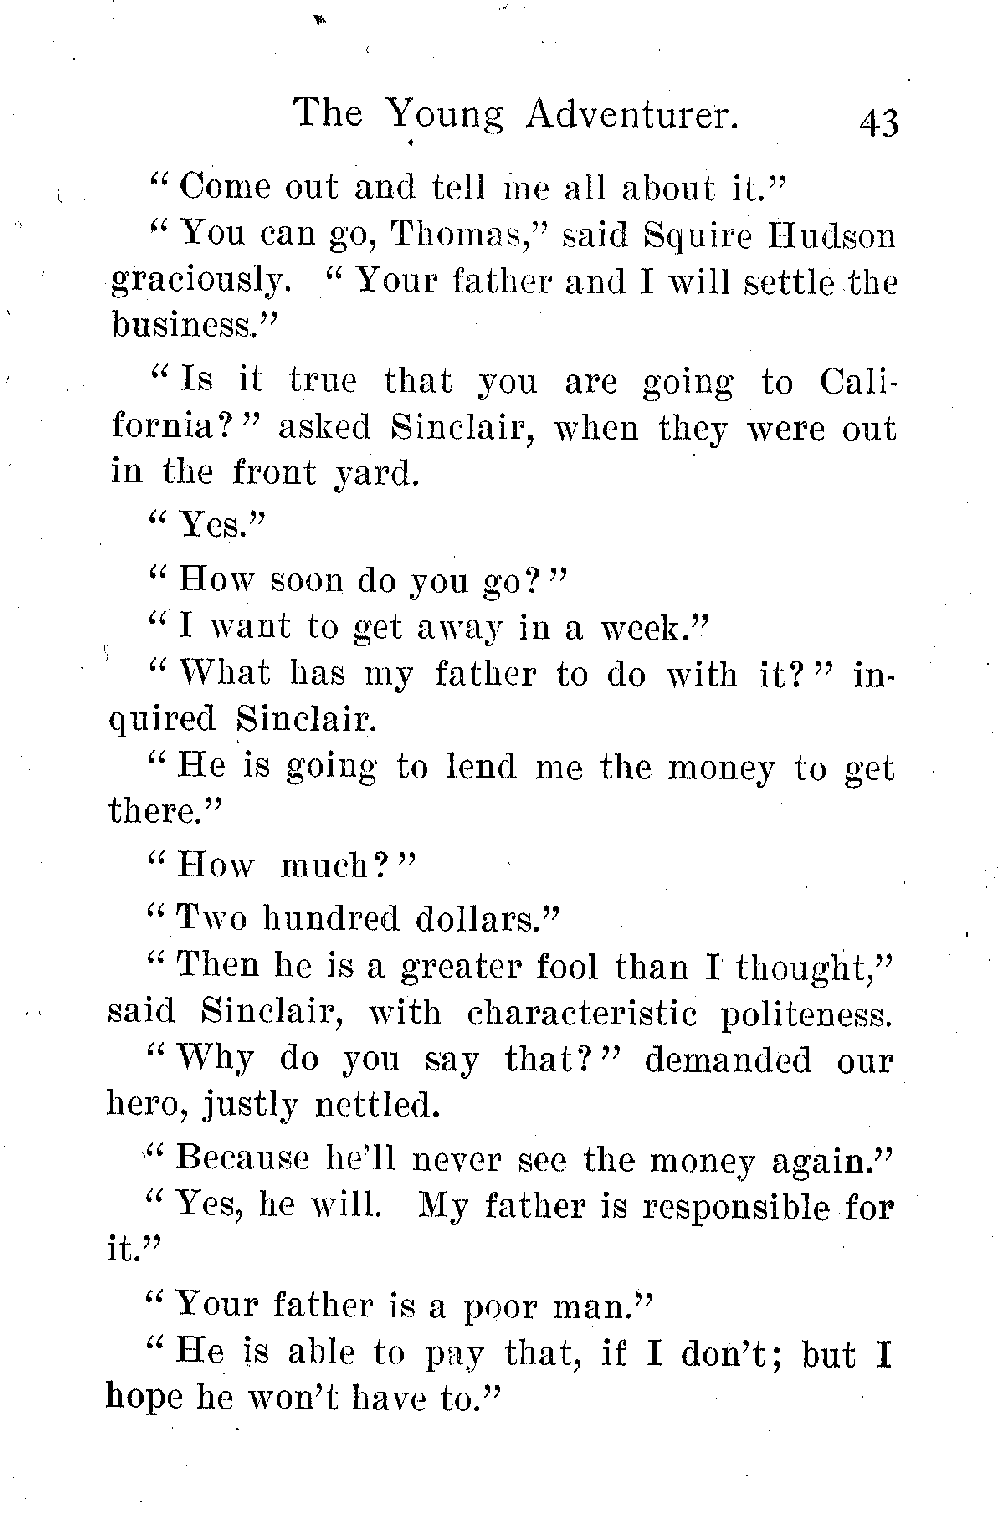 The Young Adventurer. 43
“ Come out and tell me all about it.”
“ You can go, Thomas,” said Squire Hudson
graciously. “ Your father and I will settle the
business.”
“ Is it true that you are going to Cali-
fornia? ” asked Sinclair, when they were out
in the front yard.
“ Yes.”
“ How soon do you go? ”
“ I want to get away in a week.”
“ What has my father to do with it? ” in-
quired Sinclair.
“ He is going to lend me the money to get
there.”
“ How much? ”
“ Two hundred dollars.”
“ Then he is a greater fool than I thought,”
said Sinclair, with characteristic politeness.
“ Why do you say that? ” demanded our
hero, justly nettled.
“ Because he’ll never see the money again.”
“ Yes, he will. My father is responsible for
it.”
“ Your father is a poor man.”
“ He is able to pay that, if I don’t; but I
hope he won’t have to.”